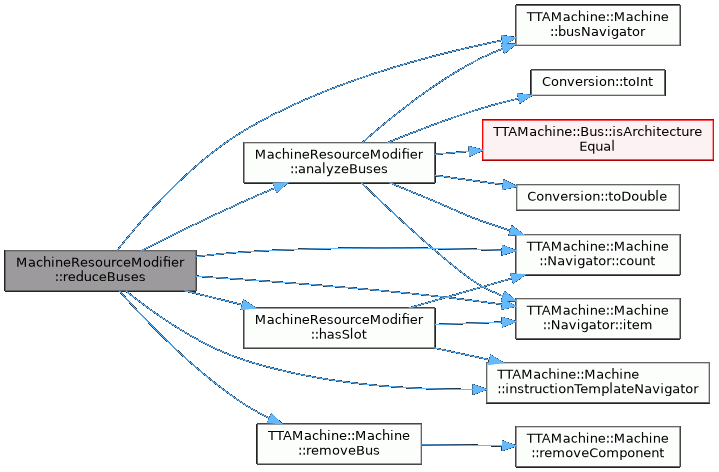 TTAMachine::Machine
::busNavigator
Conversion::toInt
TTAMachine::Bus::isArchitecture
Equal
MachineResourceModifier
::analyzeBuses
Conversion::toDouble
TTAMachine::Machine
::Navigator::count
MachineResourceModifier
::reduceBuses
TTAMachine::Machine
::Navigator::item
MachineResourceModifier
::hasSlot
TTAMachine::Machine
::instructionTemplateNavigator
TTAMachine::Machine
::removeBus
TTAMachine::Machine
::removeComponent